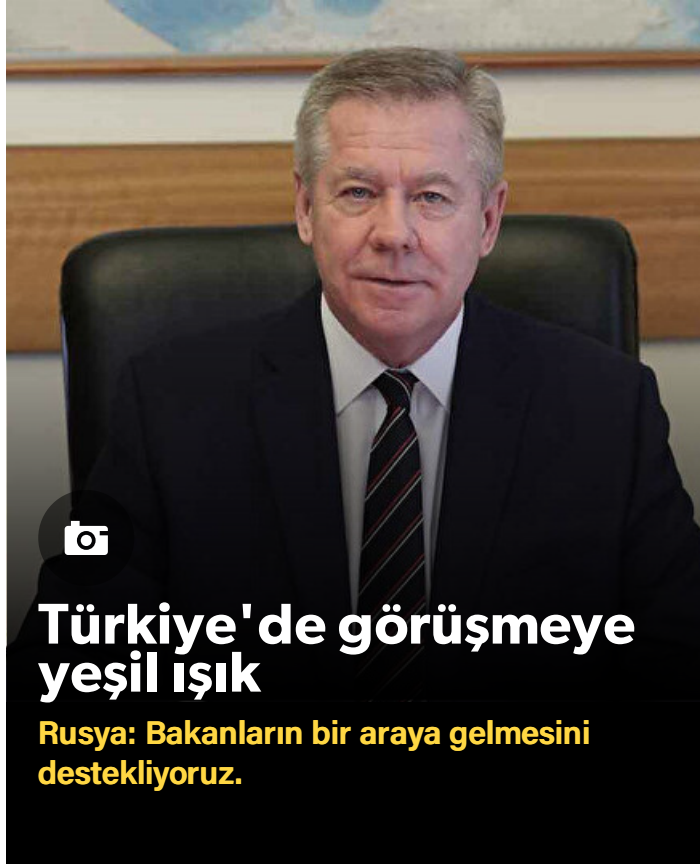 Türkiye'de görüşmeye
yeşil ışık
Rusya: Bakanların bir araya gelmesini
destekliyoruz.